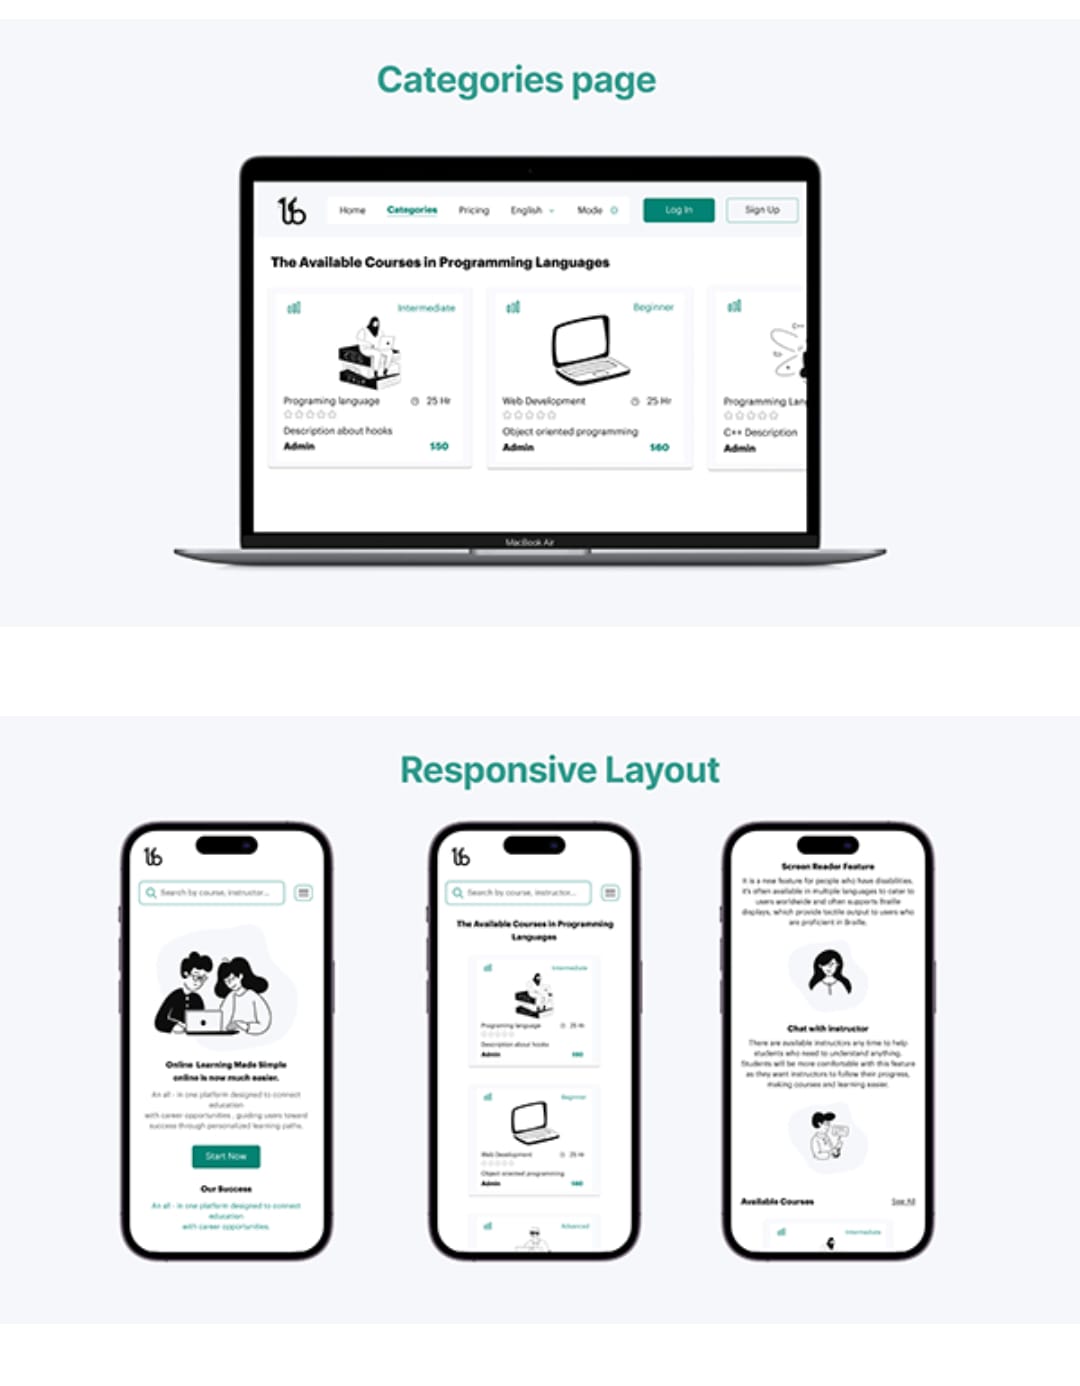 Categories page
Home Categories Pricing English Mode Log In Sign Up
The Available Courses in Programming Languages
Intermediate
Programing language 25 Hr
Description about hooks
Admin $50
Beginner
Web Development 25 Hr
Object oriented programming
Admin $60
C++
Programming Lan
C++ Description
Admin
MacBook Air
Responsive Layout
Search by course, instructor...
Online Learning Made Simple
online is now much easier.
An all - in one platform designed to connect
education
with career opportunities , guiding users toward
success through personalized learning paths.
Start Now
Our Success
An all - in one platform designed to connect
education
with career opportunities.
Search by course, instructor...
The Available Courses in Programming
Languages
Intermediate
Programing language 25 Hr
Description about hooks
Admin
Beginner
Web Development 25 Hr
Object oriented programming
Admin $60
Advanced
Screen Reader Feature
It is a new feature for people who have disabilities,
it's often available in multiple languages to cater to
users worldwide and often supports Braille
displays, which provide tactile output to users who
are proficient in Braille.
Chat with instructor
There are available instructors any time to help
students who need to understand anything.
Students will be more comfortable with this feature
as they want instructors to follow their progress,
making courses and learning easier.
Available Courses See All
Intermediate